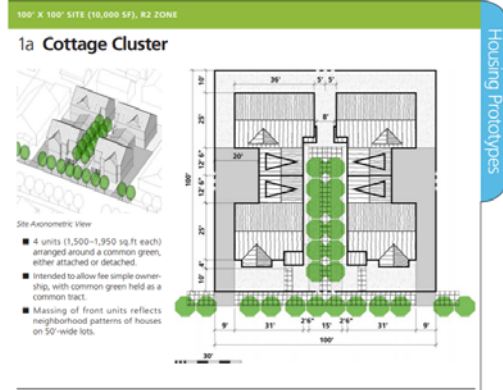 100' X 100' SITE (10,000 SF), R2 ZONE
1a Cottage Cluster
Housing Prototypes
36' 5' 5'
10'
8'
25'
20'
12' 6"
100'
12' 6"
25'
4'
10'
9' 31' 2'6" 15' 2'6" 31' 9'
100'
Site Axonometric View
■ 4 units (1,500–1,950 sq.ft each)
arranged around a common green,
either attached or detached.
■ Intended to allow fee simple owner-
ship, with common green held as a
common tract.
■ Massing of front units reflects
neighborhood patterns of houses
on 50'-wide lots.
30'